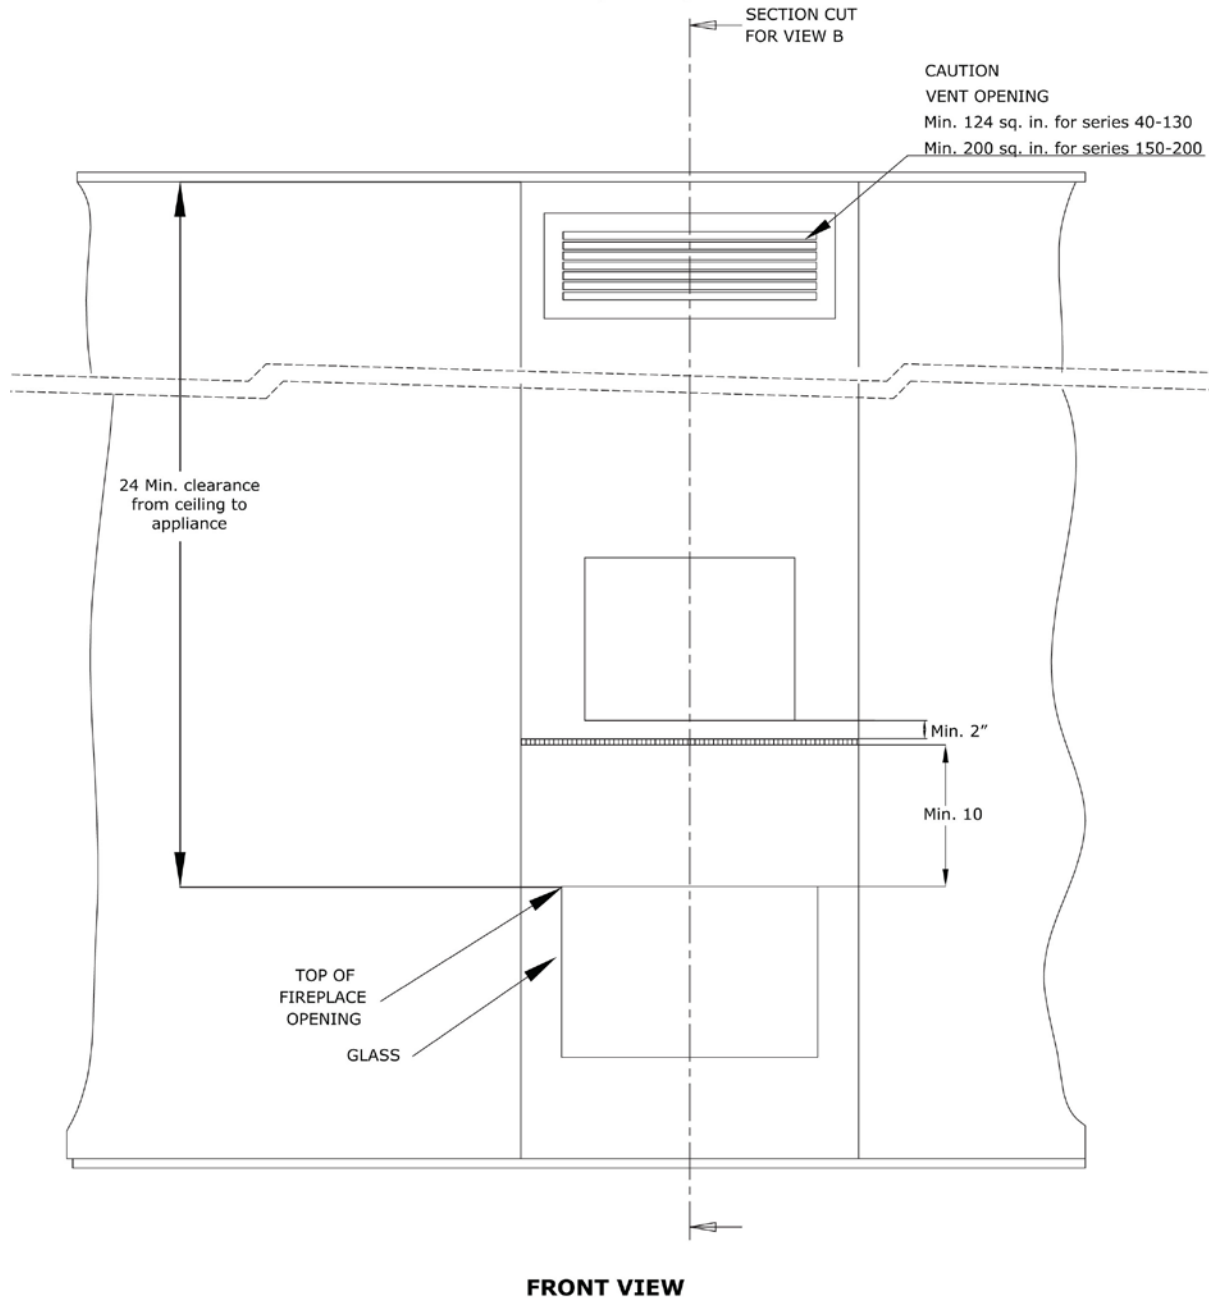 SECTION CUT
FOR VIEW B
CAUTION
VENT OPENING
Min. 124 sq. in. for series 40-130
Min. 200 sq. in. for series 150-200
24 Min. clearance
from ceiling to
appliance
Min. 2”
Min. 10
TOP OF
FIREPLACE
OPENING
GLASS
FRONT VIEW